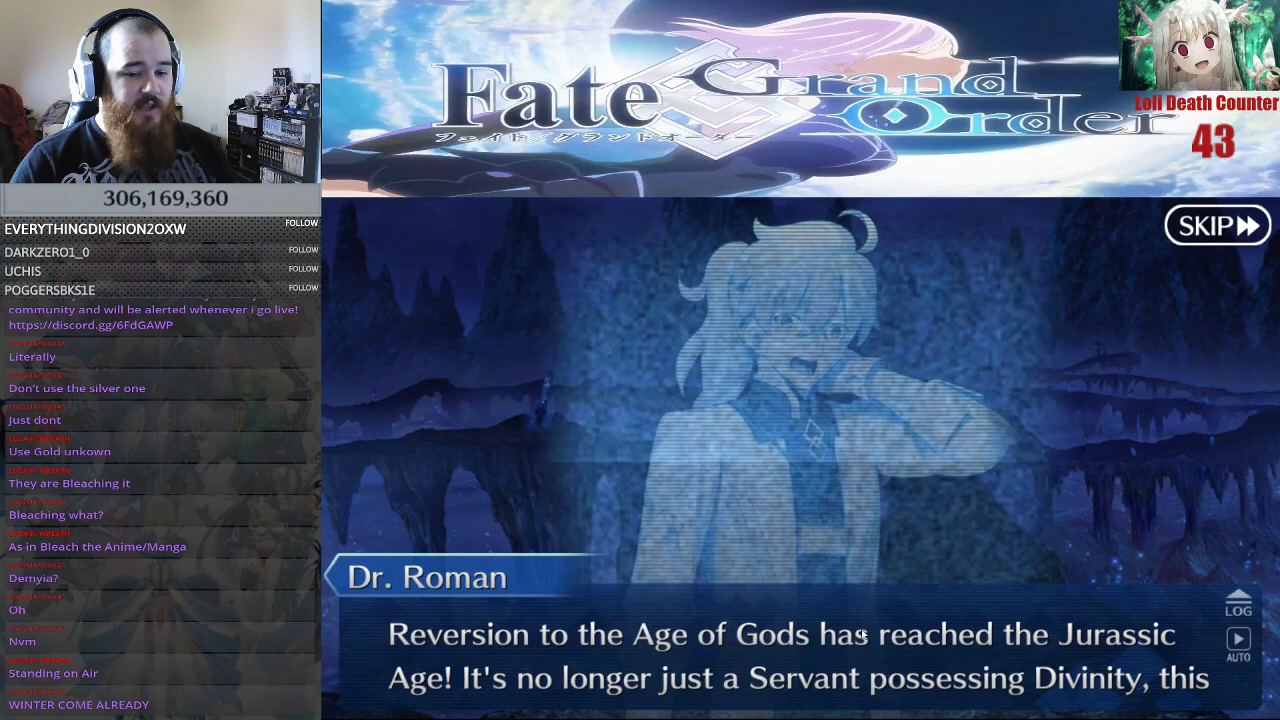 Fate Grand Order
フェイト/グランドオーダー
Loli Death Counter
43
306,169,360
EVERYTHINGDIVISION2OXW FOLLOW
DARKZERO1_0 FOLLOW
UCHIS FOLLOW
POGGERSBKS1E FOLLOW
community and will be alerted whenever i go live!
https://discord.gg/6FdGAWP
Literally
Don't use the silver one
Just dont
Use Gold unkown
They are Bleaching it
Bleaching what?
As in Bleach the Anime/Manga
Demyia?
Oh
Nvm
Standing on Air
WINTER COME ALREADY
SKIP
Dr. Roman
Reversion to the Age of Gods has reached the Jurassic
Age! It's no longer just a Servant possessing Divinity, this
LOG
AUTO